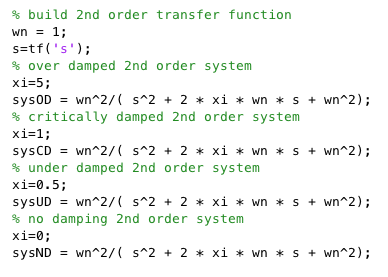 % build 2nd order transfer function
wn = 1;
s=tf('s');
% over damped 2nd order system
xi=5;
sysOD = wn^2/( s^2 + 2 * xi * wn * s + wn^2);
% critically damped 2nd order system
xi=1;
sysCD = wn^2/( s^2 + 2 * xi * wn * s + wn^2);
% under damped 2nd order system
xi=0.5;
sysUD = wn^2/( s^2 + 2 * xi * wn * s + wn^2);
% no damping 2nd order system
xi=0;
sysND = wn^2/( s^2 + 2 * xi * wn * s + wn^2);